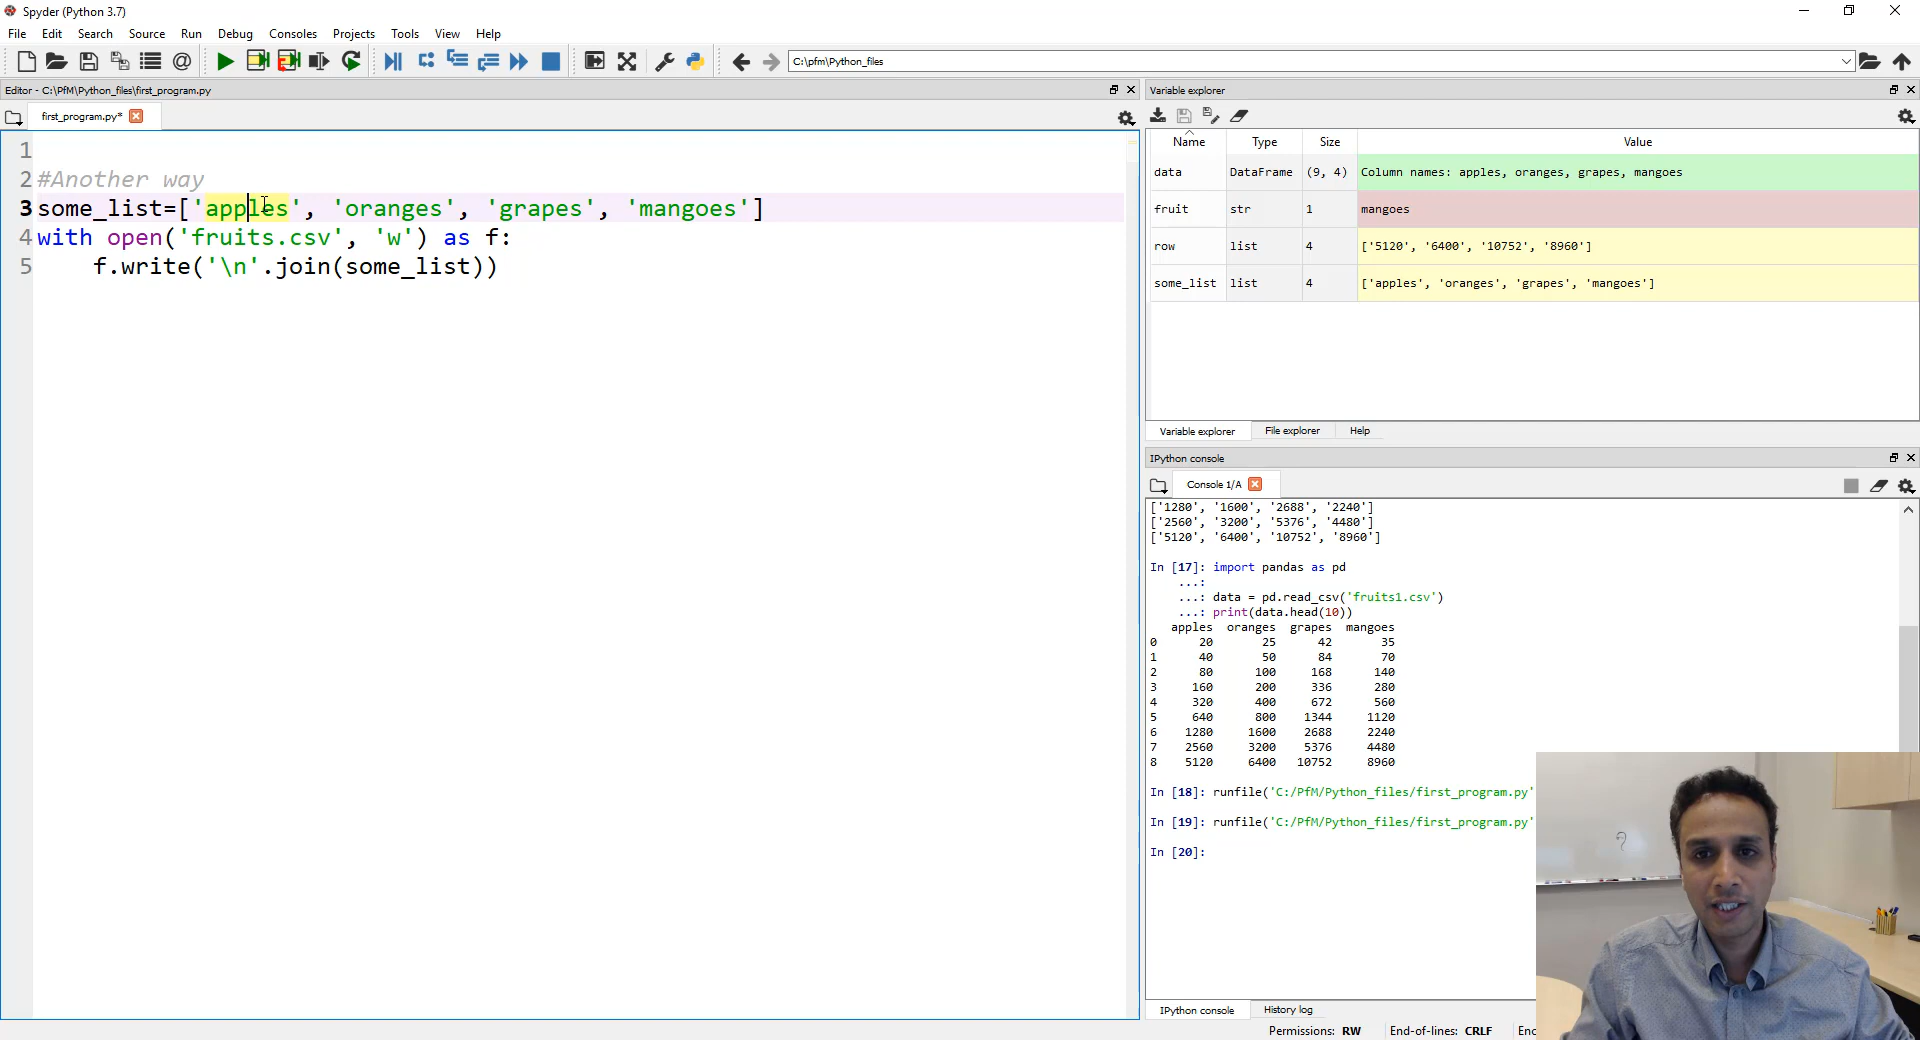 Spyder (Python 3.7)
File Edit Search Source Run Debug Consoles Projects Tools View Help
C:\pfm\Python_files
Editor - C:\PfM\Python_files\first_program.py
first_program.py*
1
2 #Another way
3 some_list=['apples', 'oranges', 'grapes', 'mangoes']
4 with open('fruits.csv', 'w') as f:
5 f.write('\n'.join(some_list))
Variable explorer
Name Type Size Value
data DataFrame (9, 4) Column names: apples, oranges, grapes, mangoes
fruit str 1 mangoes
row list 4 ['5120', '6400', '10752', '8960']
some_list list 4 ['apples', 'oranges', 'grapes', 'mangoes']
Variable explorer File explorer Help
IPython console
Console 1/A
['1280', '1600', '2688', '2240']
['2560', '3200', '5376', '4480']
['5120', '6400', '10752', '8960']
In [17]: import pandas as pd
...:
...: data = pd.read_csv('fruits1.csv')
...: print(data.head(10))
apples oranges grapes mangoes
0 20 25 42 35
1 40 50 84 70
2 80 100 168 140
3 160 200 336 280
4 320 400 672 560
5 640 800 1344 1120
6 1280 1600 2688 2240
7 2560 3200 5376 4480
8 5120 6400 10752 8960
In [18]: runfile('C:/PfM/Python_files/first_program.py'
In [19]: runfile('C:/PfM/Python_files/first_program.py'
In [20]:
IPython console History log
Permissions: RW End-of-lines: CRLF Enc